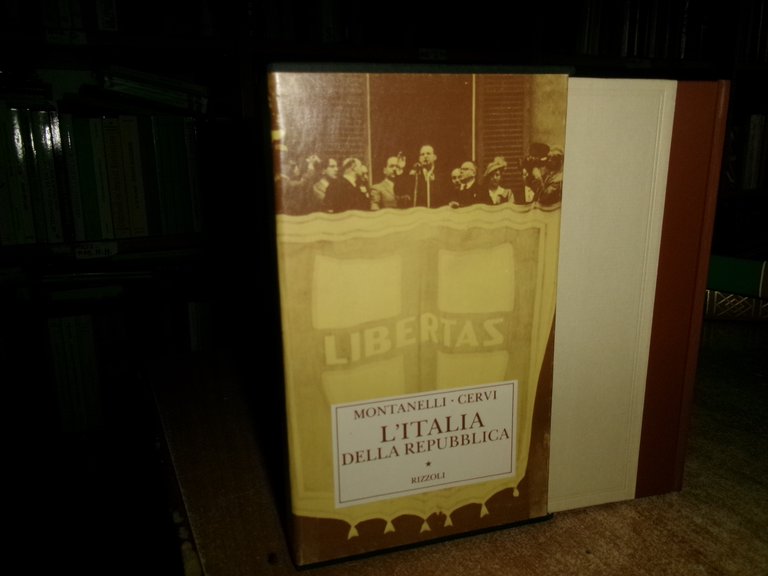 LIBERTAS
MONTANELLI · CERVI
L'ITALIA
DELLA REPUBBLICA
★
RIZZOLI